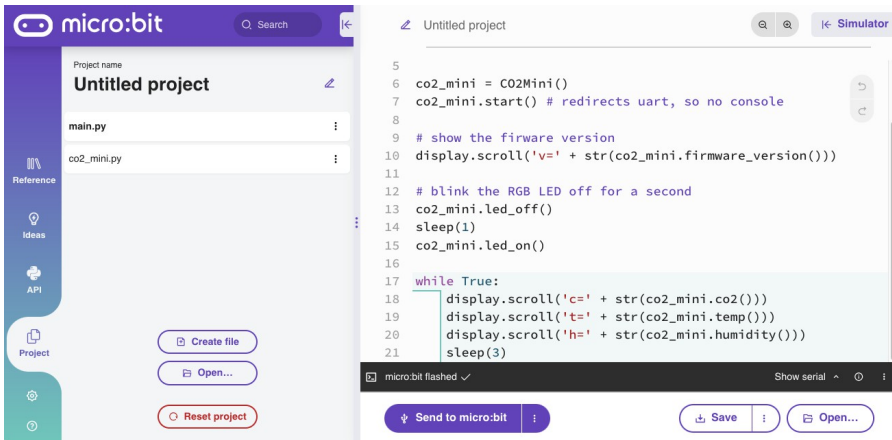 micro:bit
Search
Project name
Untitled project
main.py
co2_mini.py
Reference
Ideas
API
Project
Create file
Open...
Reset project
Untitled project
Simulator
5
6 co2_mini = CO2Mini()
7 co2_mini.start() # redirects uart, so no console
8
9 # show the firware version
10 display.scroll('v=' + str(co2_mini.firmware_version()))
11
12 # blink the RGB LED off for a second
13 co2_mini.led_off()
14 sleep(1)
15 co2_mini.led_on()
16
17 while True:
18     display.scroll('c=' + str(co2_mini.co2()))
19     display.scroll('t=' + str(co2_mini.temp()))
20     display.scroll('h=' + str(co2_mini.humidity()))
21     sleep(3)
micro:bit flashed
Show serial
Send to micro:bit
Save
Open...